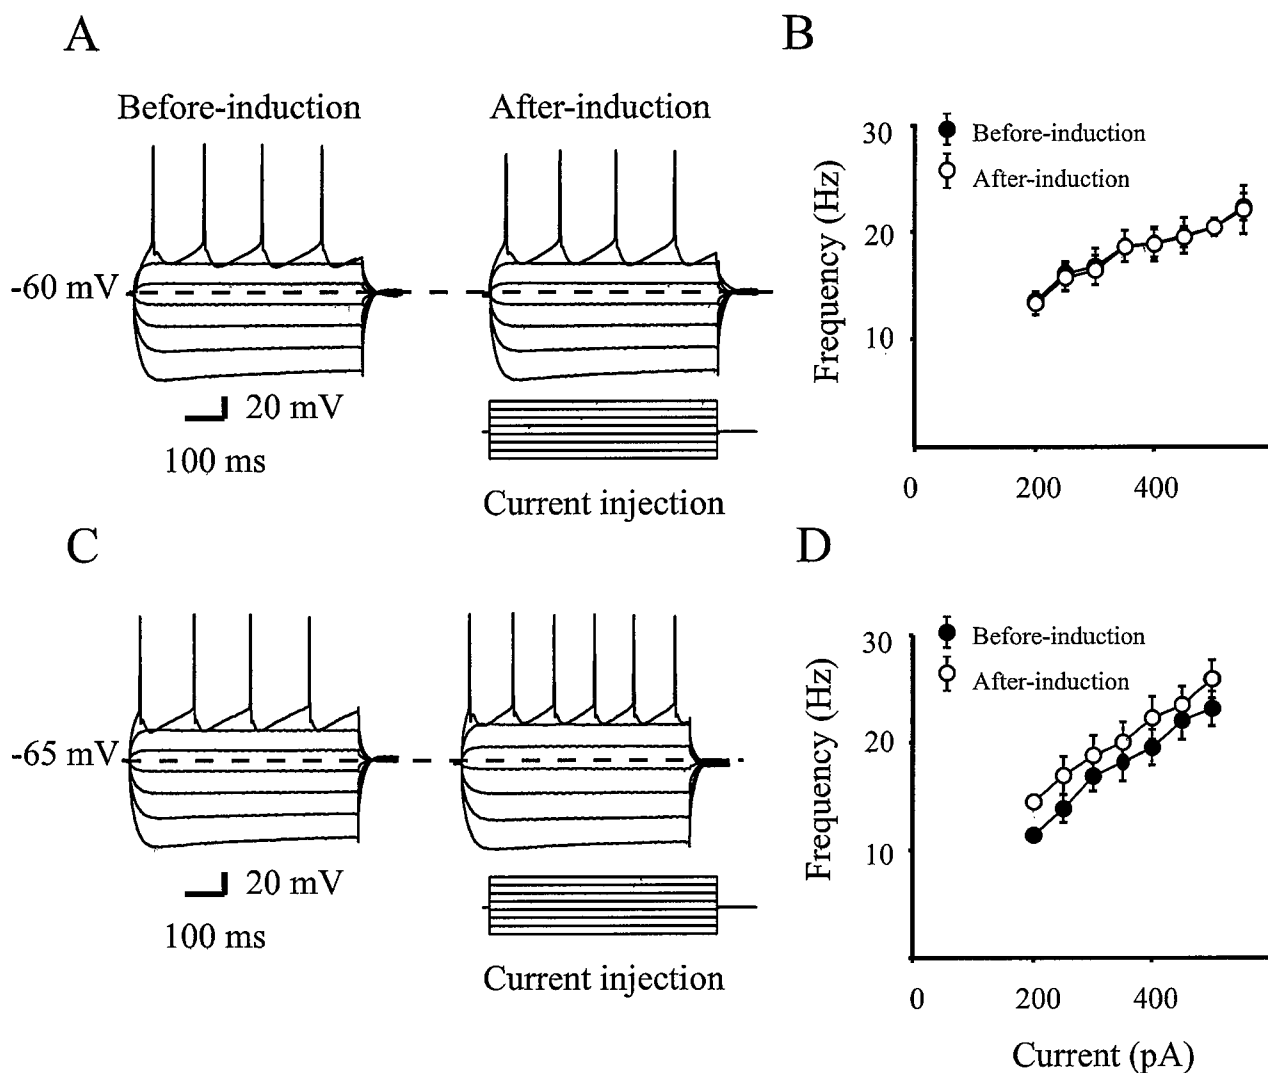 A
B
Before-induction
After-induction
-60 mV
20 mV
100 ms
Current injection
Frequency (Hz)
30
20
10
0
200
400
Before-induction
After-induction
C
D
-65 mV
20 mV
100 ms
Current injection
Frequency (Hz)
30
20
10
0
200
400
Before-induction
After-induction
Current (pA)